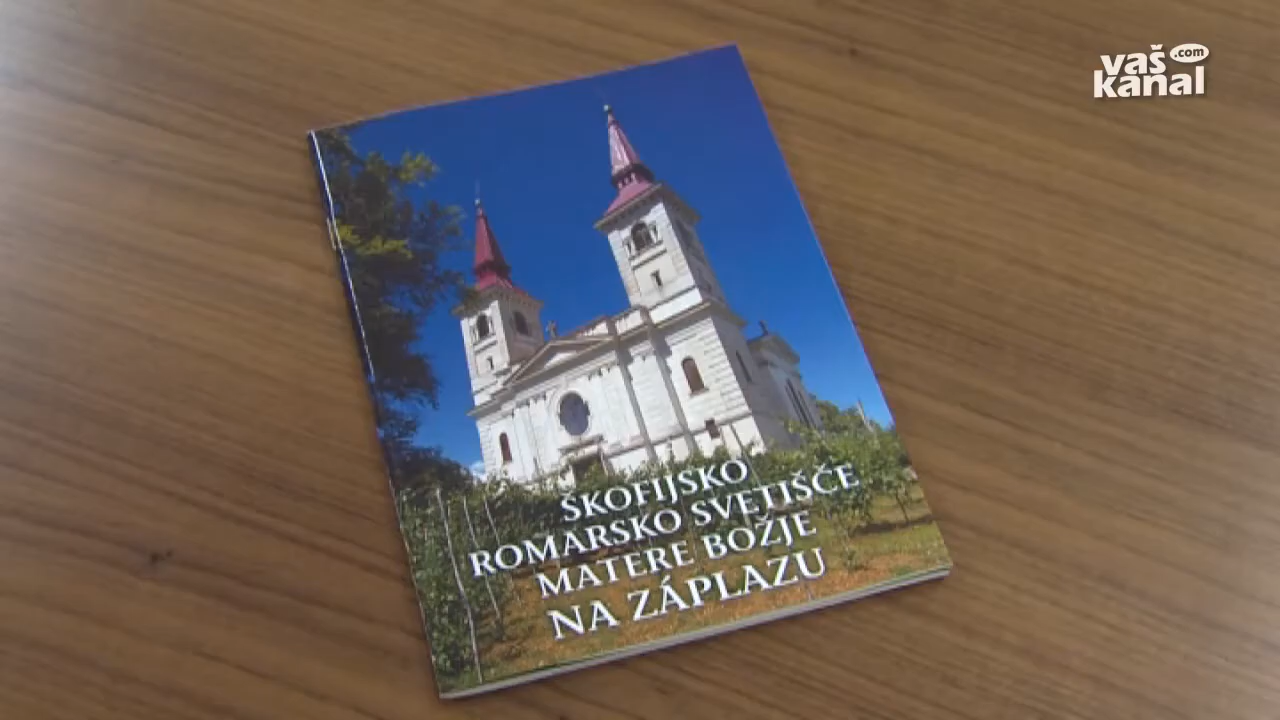 vaš .com
kanal
ŠKOFIJSKO
ROMARSKO SVETIŠČE
MATERE BOŽJE
NA ZÁPLAZU